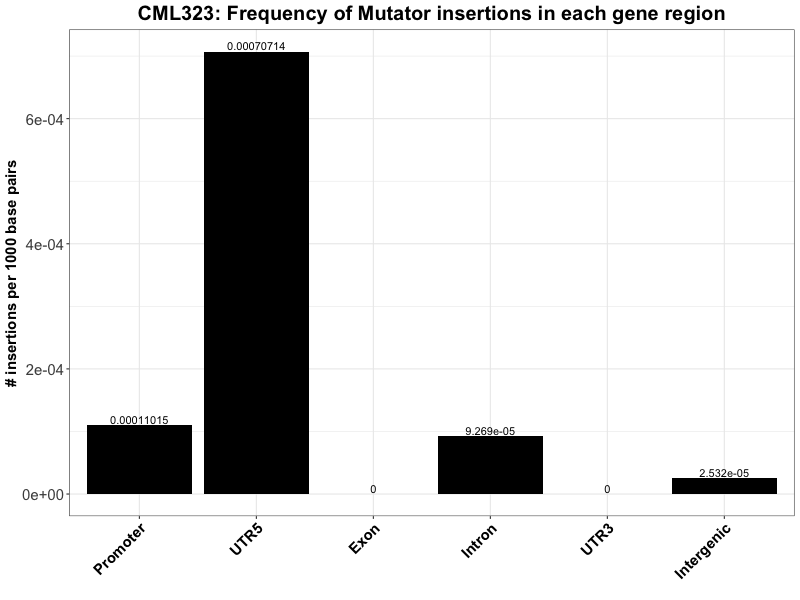 CML323: Frequency of Mutator insertions in each gene region
# insertions per 1000 base pairs
6e-04
4e-04
2e-04
0e+00
0.00011015
0.00070714
0
9.269e-05
0
2.532e-05
Promoter
UTR5
Exon
Intron
UTR3
Intergenic